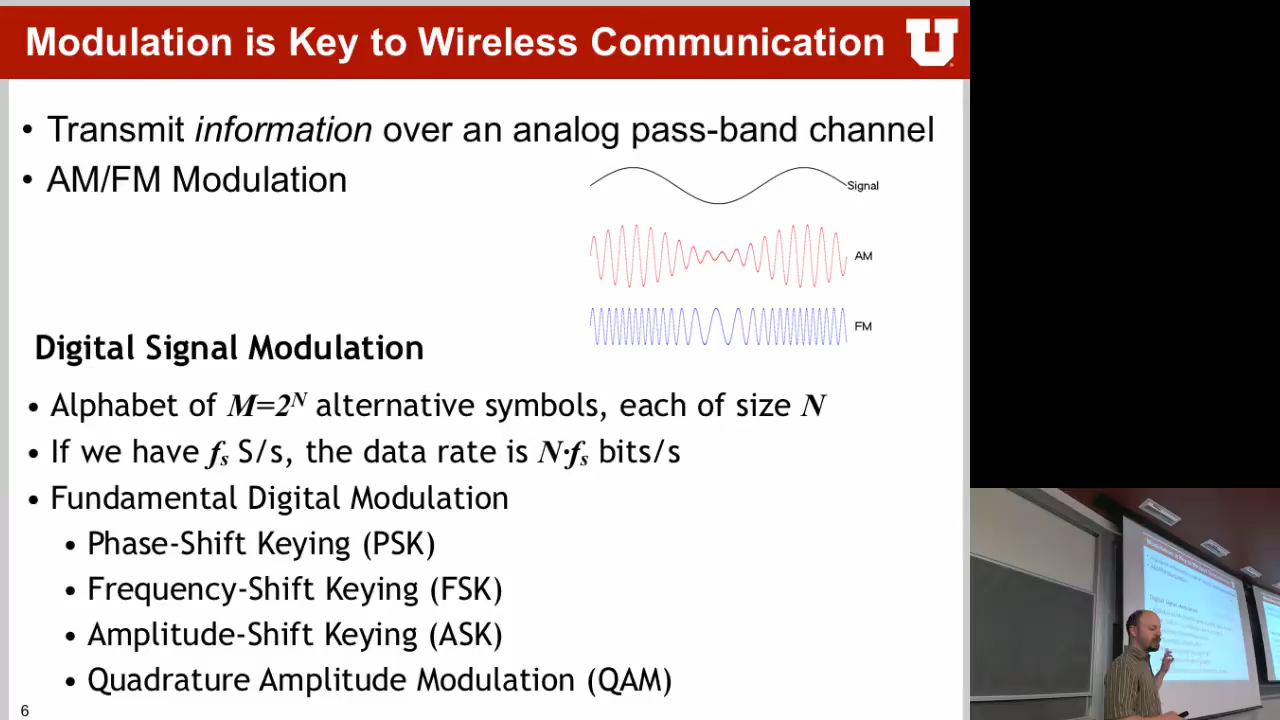 Modulation is Key to Wireless Communication
U
• Transmit information over an analog pass-band channel
• AM/FM Modulation
Signal
AM
FM
Digital Signal Modulation
• Alphabet of M=2^N alternative symbols, each of size N
• If we have fs S/s, the data rate is N·fs bits/s
• Fundamental Digital Modulation
• Phase-Shift Keying (PSK)
• Frequency-Shift Keying (FSK)
• Amplitude-Shift Keying (ASK)
• Quadrature Amplitude Modulation (QAM)
6